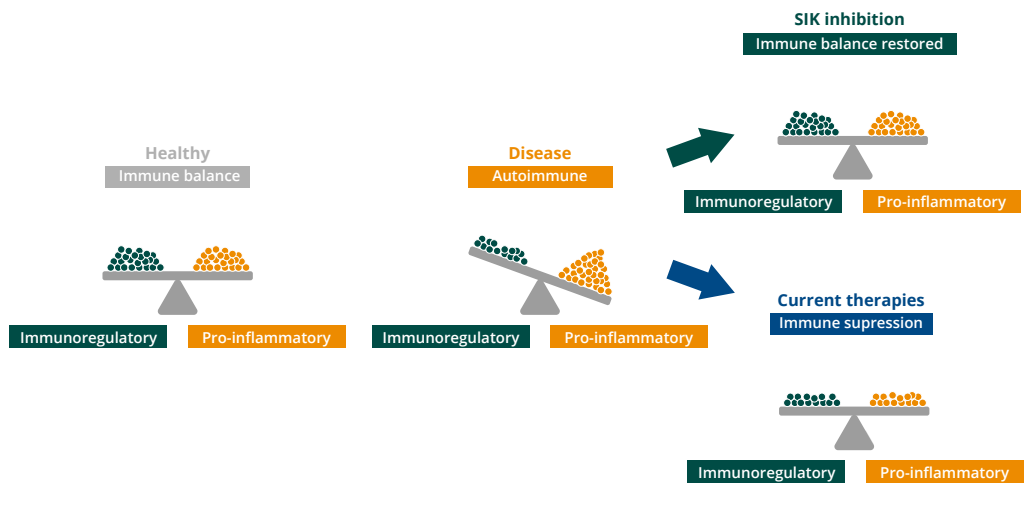 Healthy
Immune balance
Immunoregulatory
Pro-inflammatory
Disease
Autoimmune
Immunoregulatory
Pro-inflammatory
SIK inhibition
Immune balance restored
Immunoregulatory
Pro-inflammatory
Current therapies
Immune supression
Immunoregulatory
Pro-inflammatory